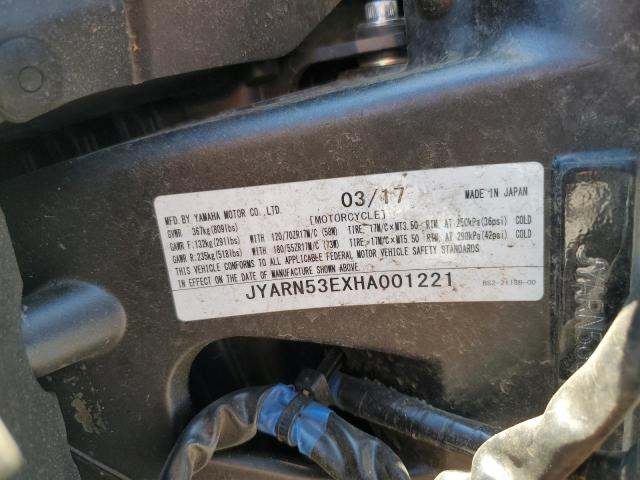 MFD. BY YAMAHA MOTOR CO., LTD. 03/17 MADE IN JAPAN
GVWR: 367kg(809lbs) [MOTORCYCLE]
GAWR F:132kg(291lbs) WITH 120/70ZR17M/C (58W) TIRE, 17M/C×MT3.50 RIM, AT 250kPa(36psi) COLD
GAWR R:235kg(518lbs) WITH 180/55ZR17M/C (73W) TIRE, 17M/C×MT5.50 RIM, AT 290kPa(42psi) COLD
THIS VEHICLE CONFORMS TO ALL APPLICABLE FEDERAL MOTOR VEHICLE SAFETY STANDARDS
IN EFFECT ON THE DATE OF MANUFACTURE SHOWN ABOVE.
JYARN53EXHA001221
JYARN5